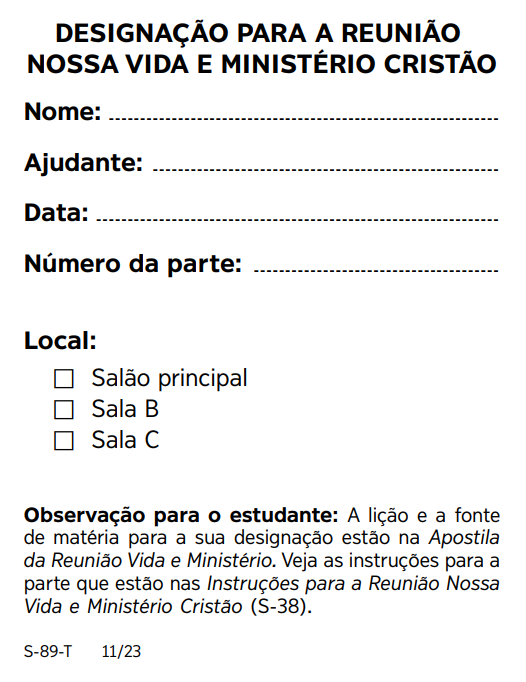 DESIGNAÇÃO PARA A REUNIÃO
NOSSA VIDA E MINISTÉRIO CRISTÃO
Nome:
Ajudante:
Data:
Número da parte:
Local:
Salão principal
Sala B
Sala C
Observação para o estudante: A lição e a fonte
de matéria para a sua designação estão na Apostila
da Reunião Vida e Ministério. Veja as instruções para a
parte que estão nas Instruções para a Reunião Nossa
Vida e Ministério Cristão (S-38).
S-89-T 11/23